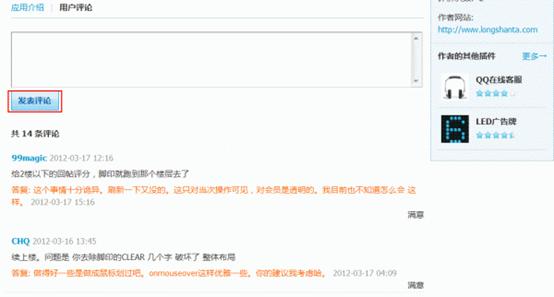 应用介绍 | 用户评论
发表评论
共 14 条评论
99magic 2012-03-17 12:16
给2楼以下的回帖评分，脚印就跑到那个楼层去了
答复: 这个事情十分诡异。刷新一下又没的。这只对当次操作可见，对会员是透明的。我目前也不知道怎么会 这
样。 2012-03-17 15:16
满意
CHQ 2012-03-16 13:45
续上楼。问题是 你去除脚印的CLEAR 几个字 破坏了 整体布局
答复: 做得好一些是做成鼠标划过吧。onmouseover这样优雅一些。你的建议我考虑哈。 2012-03-17 04:09
满意
作者网站:
http://www.longshanta.com
作者的其他插件 更多→
QQ在线客服
LED广告牌